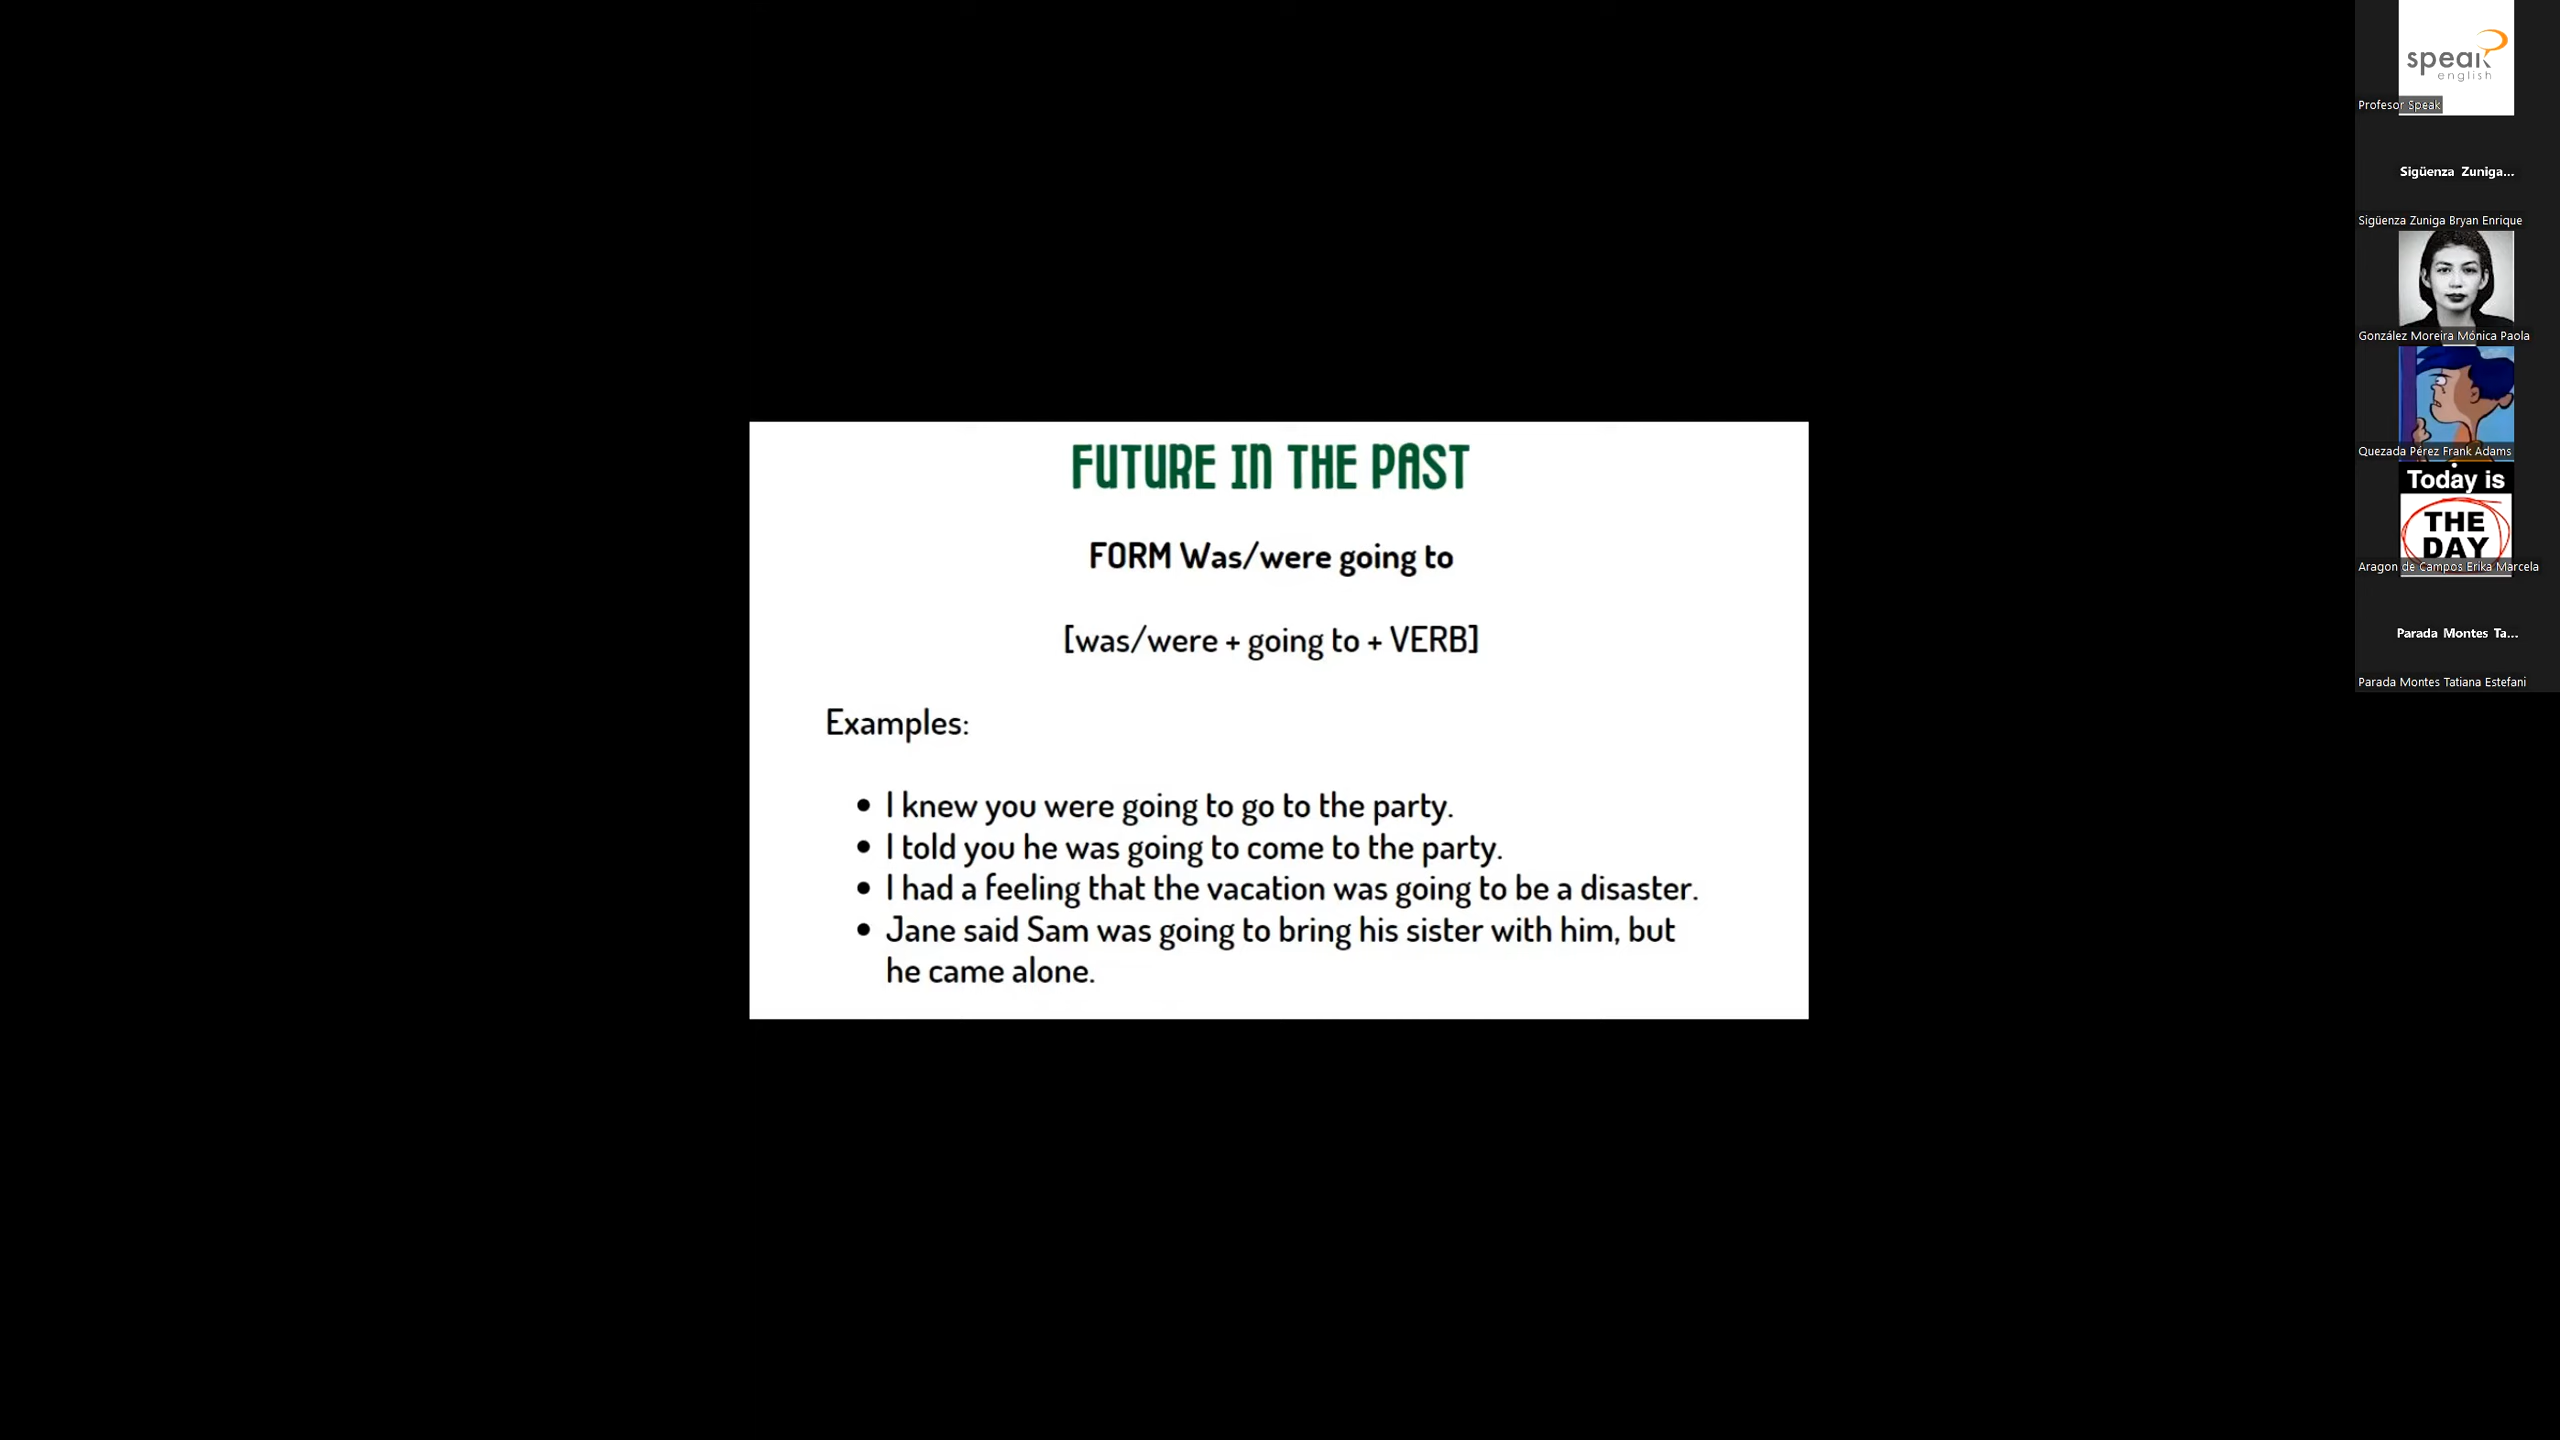 FUTURE IN THE PAST
FORM Was/were going to
[was/were + going to + VERB]
Examples:
• I knew you were going to go to the party.
• I told you he was going to come to the party.
• I had a feeling that the vacation was going to be a disaster.
• Jane said Sam was going to bring his sister with him, but
he came alone.
speak
english
Profesor Speak
Sigüenza Zuniga...
Sigüenza Zuniga Bryan Enrique
González Moreira Mónica Paola
Quezada Pérez Frank Adams
Today is
THE
DAY
Aragon de Campos Erika Marcela
Parada Montes Ta...
Parada Montes Tatiana Estefani